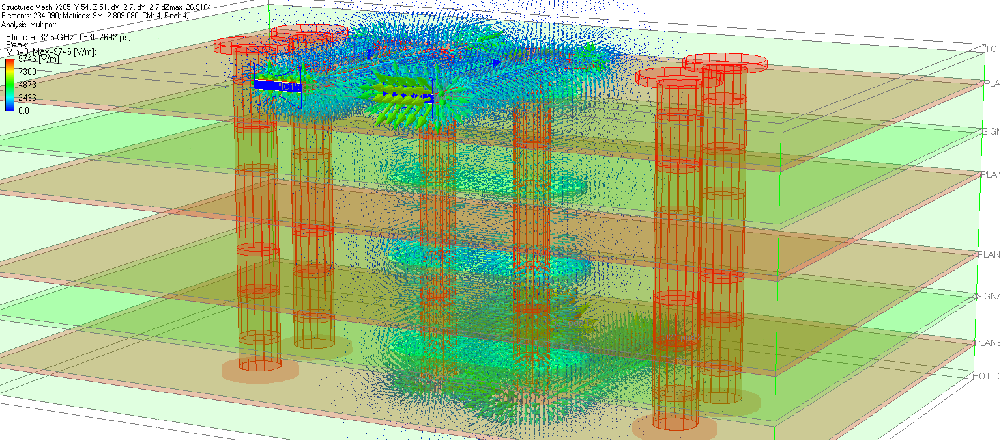 Structured Mesh: X:85, Y:54, Z:51, dX=2.7, dY=2.7 dZmax=26.9164
Elements: 234 090; Matrices: SM: 2 809 080, CM: 4, Final: 4;
Analysis: Multiport
Efield at 32.5 GHz; T=30.7692 ps;
Peak;
Min=0, Max=9746 [V/m];
9746 [V/m]
7309
4873
2436
0.0
"IO1"
TOP
PLA
SIGN
PLAN
PLAN
SIGNA
"IO2" port2
PLANE
BOTTO